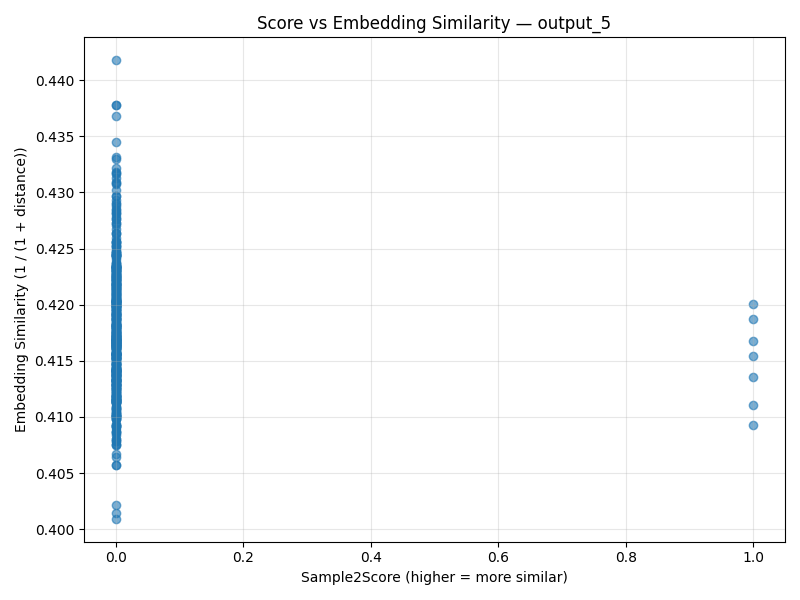 Score vs Embedding Similarity — output_5
Embedding Similarity (1 / (1 + distance))
0.440
0.435
0.430
0.425
0.420
0.415
0.410
0.405
0.400
0.0 0.2 0.4 0.6 0.8 1.0
Sample2Score (higher = more similar)